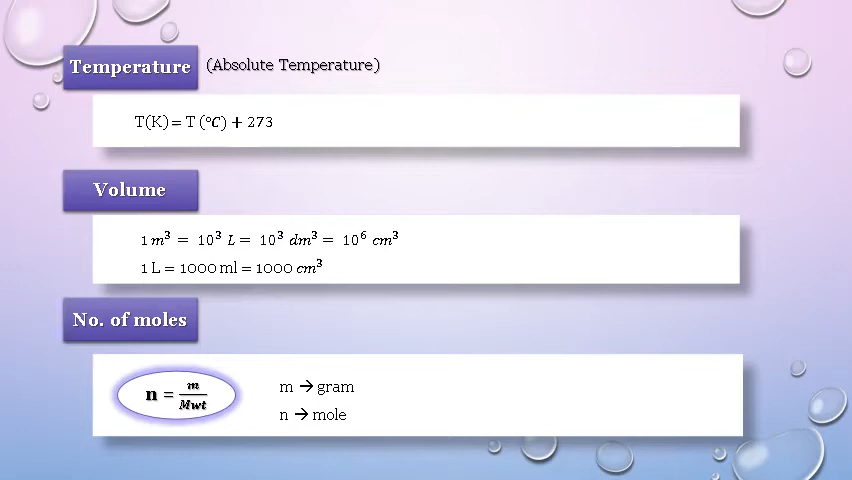 Temperature (Absolute Temperature)
T(K) = T (°C) + 273
Volume
1 m³ = 10³ L = 10³ dm³ = 10⁶ cm³
1 L = 1000 ml = 1000 cm³
No. of moles
n = m/Mwt
m → gram
n → mole